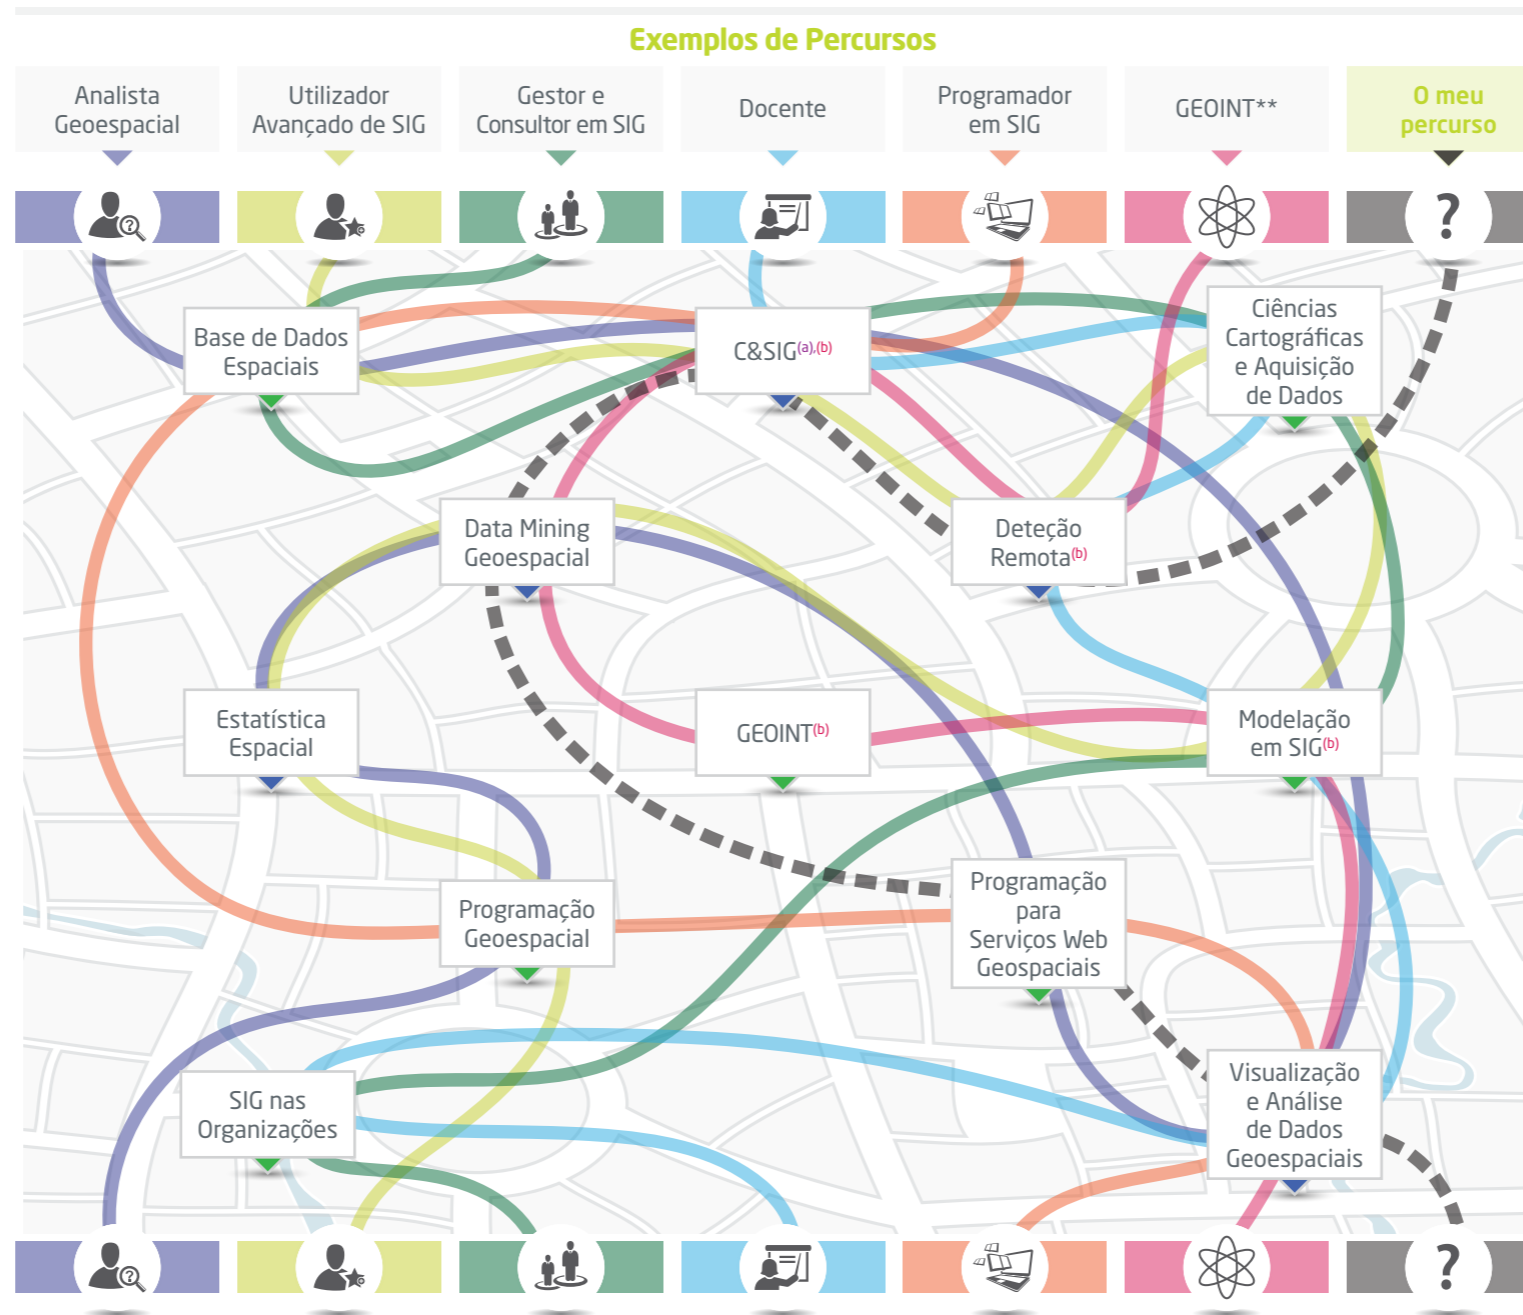 Exemplos de Percursos
Analista
Geoespacial
Utilizador
Avançado de SIG
Gestor e
Consultor em SIG
Docente
Programador
em SIG
GEOINT**
O meu
percurso
?
?
Base de Dados
Espaciais
C&SIG(a),(b)
Ciências
Cartográficas
e Aquisição
de Dados
Data Mining
Geoespacial
Deteção
Remota(b)
Estatística
Espacial
GEOINT(b)
Modelação
em SIG(b)
Programação
Geoespacial
Programação
para
Serviços Web
Geospaciais
SIG nas
Organizações
Visualização
e Análise
de Dados
Geoespaciais
?
?